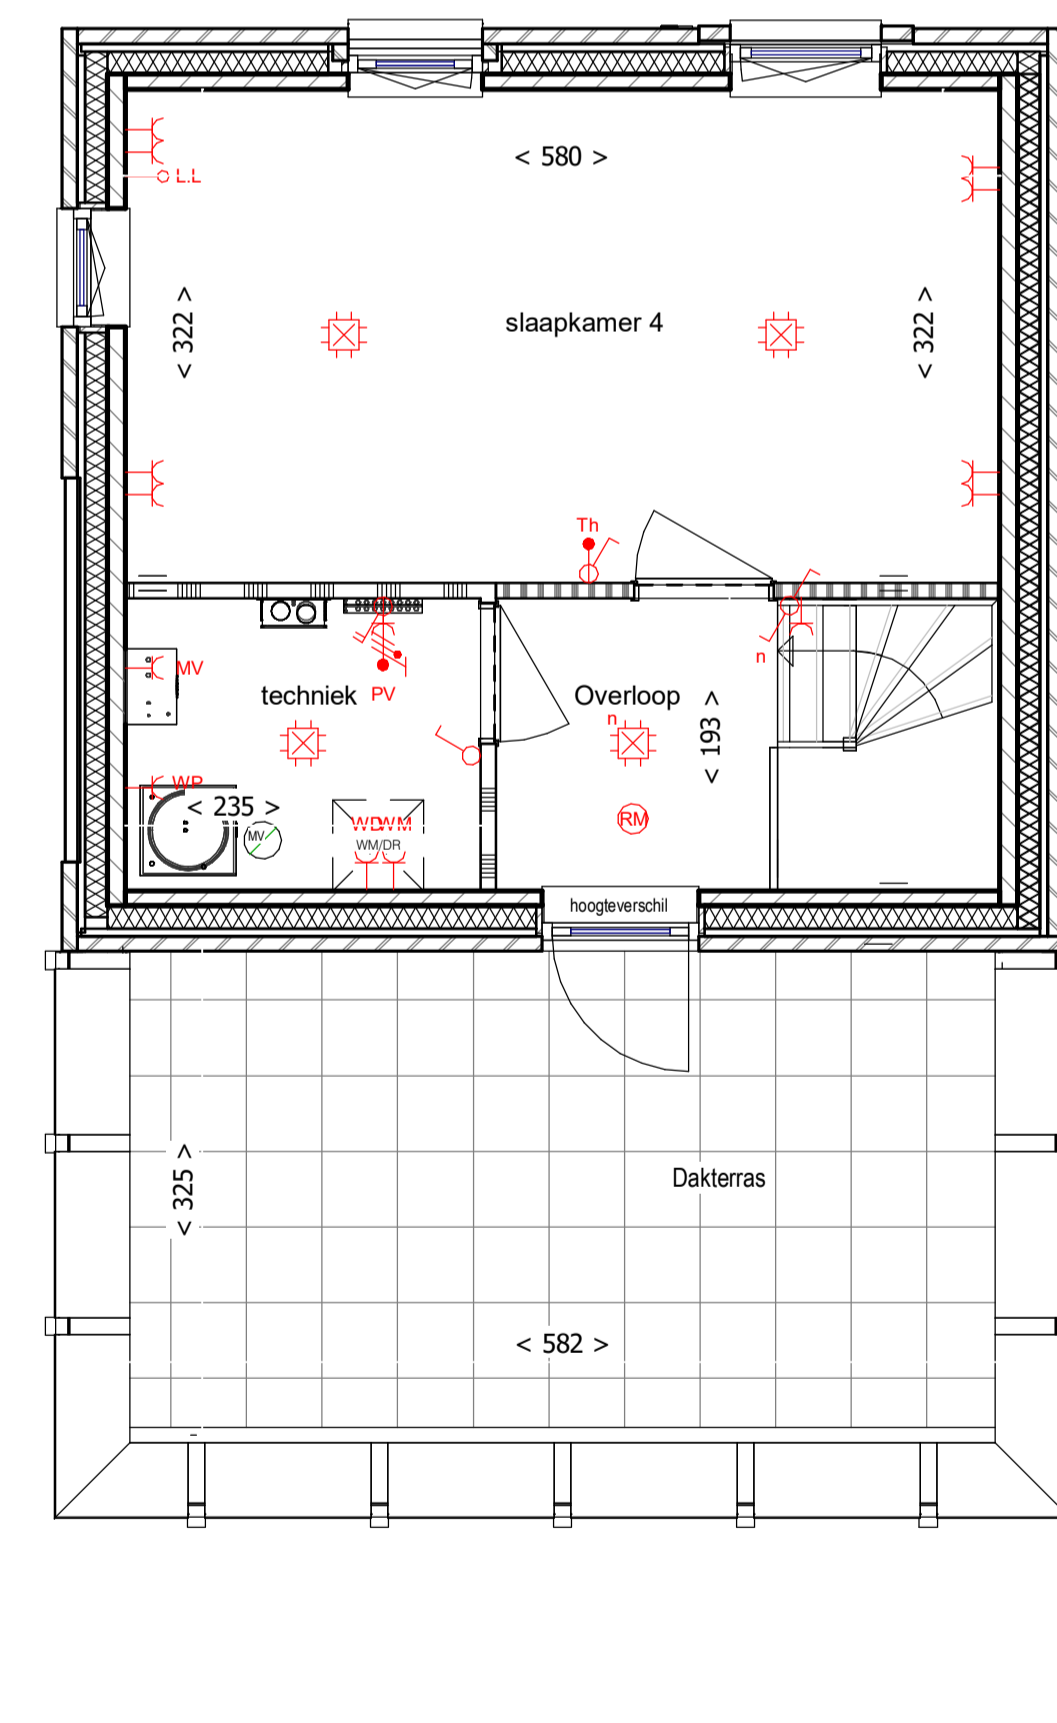 < 580 >
L.L
< 322 >
slaapkamer 4
< 322 >
Th
n
MV
techniek
PV
Overloop
n
< 193 >
WP
< 235 >
MV
WD WM
WM/DR
RM
hoogteverschil
Dakterras
< 325 >
< 582 >